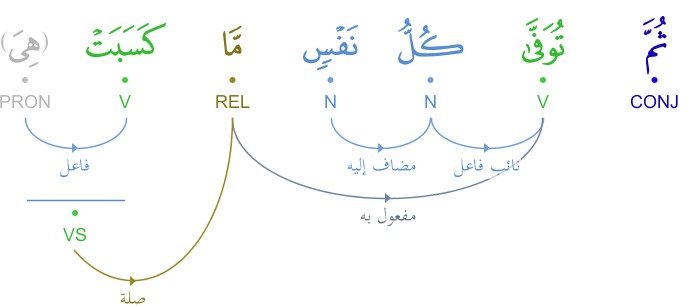 ثُمَّ تُوَفَّىٰ كُلُّ نَفْسٍ مَّا كَسَبَتْ (هِيَ)
CONJ V N N REL V PRON
نائب فاعل مضاف إليه فاعل
مفعول به
VS
صلة